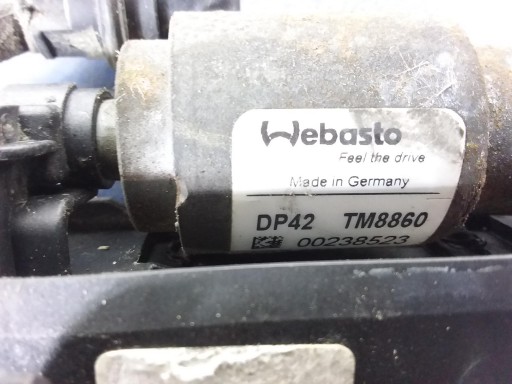 Webasto
Feel the drive
Made in Germany
DP42 TM8860
00238523